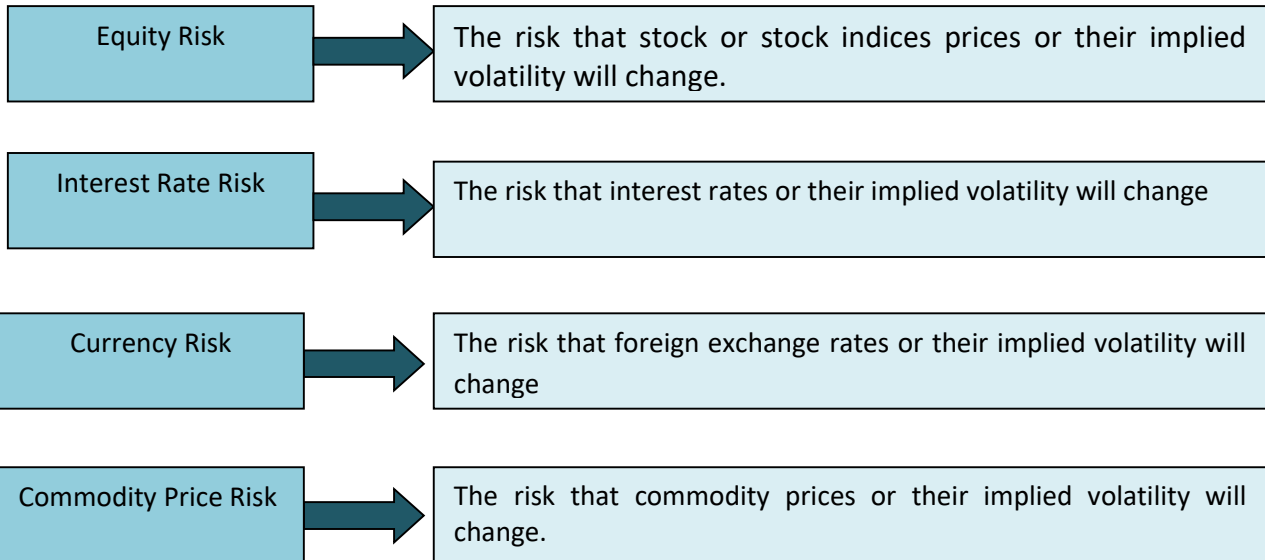 Equity Risk
The risk that stock or stock indices prices or their implied
volatility will change.
Interest Rate Risk
The risk that interest rates or their implied volatility will change
Currency Risk
The risk that foreign exchange rates or their implied volatility will
change
Commodity Price Risk
The risk that commodity prices or their implied volatility will
change.